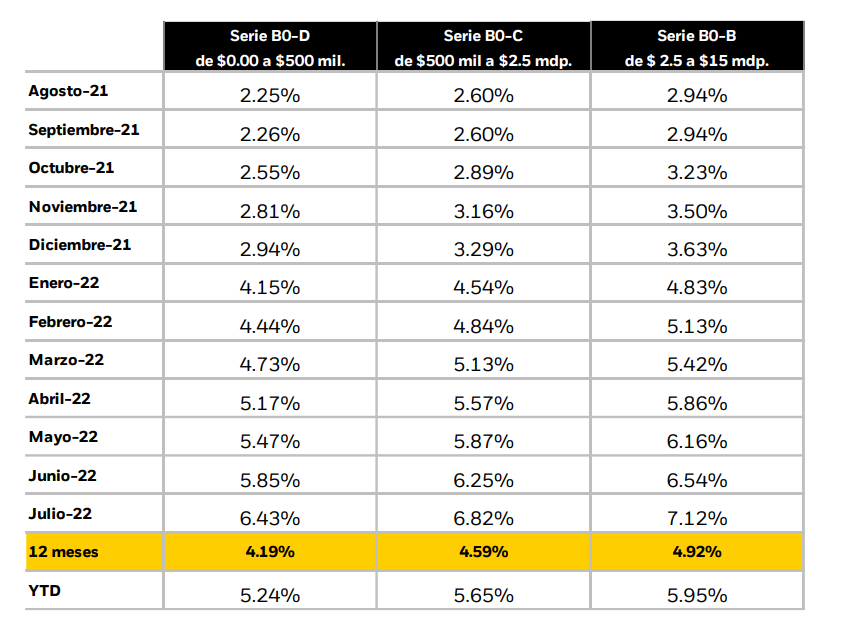 Serie B0-D Serie B0-C Serie B0-B
de $0.00 a $500 mil. de $500 mil a $2.5 mdp. de $ 2.5 a $15 mdp.
Agosto-21 2.25% 2.60% 2.94%
Septiembre-21 2.26% 2.60% 2.94%
Octubre-21 2.55% 2.89% 3.23%
Noviembre-21 2.81% 3.16% 3.50%
Diciembre-21 2.94% 3.29% 3.63%
Enero-22 4.15% 4.54% 4.83%
Febrero-22 4.44% 4.84% 5.13%
Marzo-22 4.73% 5.13% 5.42%
Abril-22 5.17% 5.57% 5.86%
Mayo-22 5.47% 5.87% 6.16%
Junio-22 5.85% 6.25% 6.54%
Julio-22 6.43% 6.82% 7.12%
12 meses 4.19% 4.59% 4.92%
YTD 5.24% 5.65% 5.95%